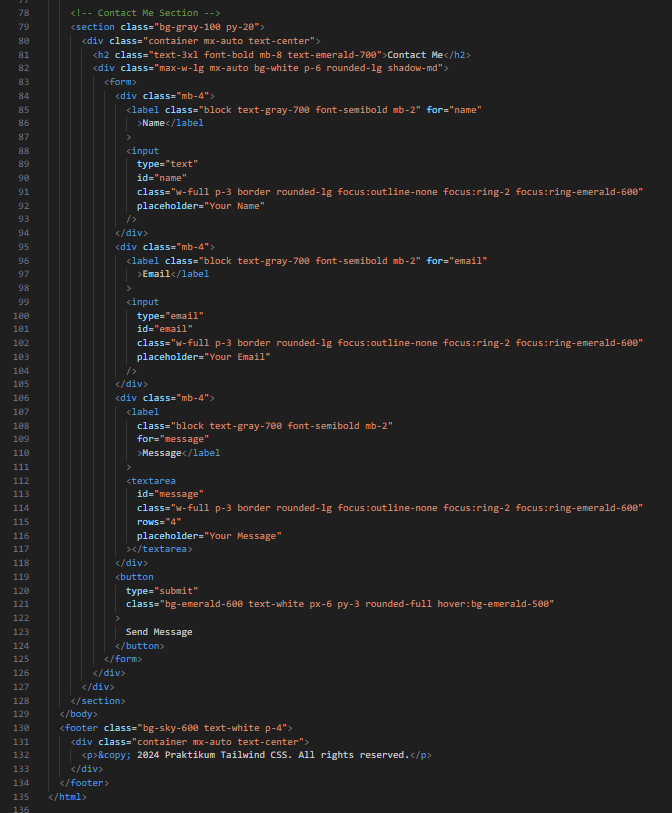 77
78 <!-- Contact Me Section -->
79 <section class="bg-gray-100 py-20">
80 <div class="container mx-auto text-center">
81 <h2 class="text-3xl font-bold mb-8 text-emerald-700">Contact Me</h2>
82 <div class="max-w-lg mx-auto bg-white p-6 rounded-lg shadow-md">
83 <form>
84 <div class="mb-4">
85 <label class="block text-gray-700 font-semibold mb-2" for="name"
86 >Name</label
87 >
88 <input
89 type="text"
90 id="name"
91 class="w-full p-3 border rounded-lg focus:outline-none focus:ring-2 focus:ring-emerald-600"
92 placeholder="Your Name"
93 />
94 </div>
95 <div class="mb-4">
96 <label class="block text-gray-700 font-semibold mb-2" for="email"
97 >Email</label
98 >
99 <input
100 type="email"
101 id="email"
102 class="w-full p-3 border rounded-lg focus:outline-none focus:ring-2 focus:ring-emerald-600"
103 placeholder="Your Email"
104 />
105 </div>
106 <div class="mb-4">
107 <label
108 class="block text-gray-700 font-semibold mb-2"
109 for="message"
110 >Message</label
111 >
112 <textarea
113 id="message"
114 class="w-full p-3 border rounded-lg focus:outline-none focus:ring-2 focus:ring-emerald-600"
115 rows="4"
116 placeholder="Your Message"
117 ></textarea>
118 </div>
119 <button
120 type="submit"
121 class="bg-emerald-600 text-white px-6 py-3 rounded-full hover:bg-emerald-500"
122 >
123 Send Message
124 </button>
125 </form>
126 </div>
127 </div>
128 </section>
129 </body>
130 <footer class="bg-sky-600 text-white p-4">
131 <div class="container mx-auto text-center">
132 <p>&copy; 2024 Praktikum Tailwind CSS. All rights reserved.</p>
133 </div>
134 </footer>
135 </html>
136